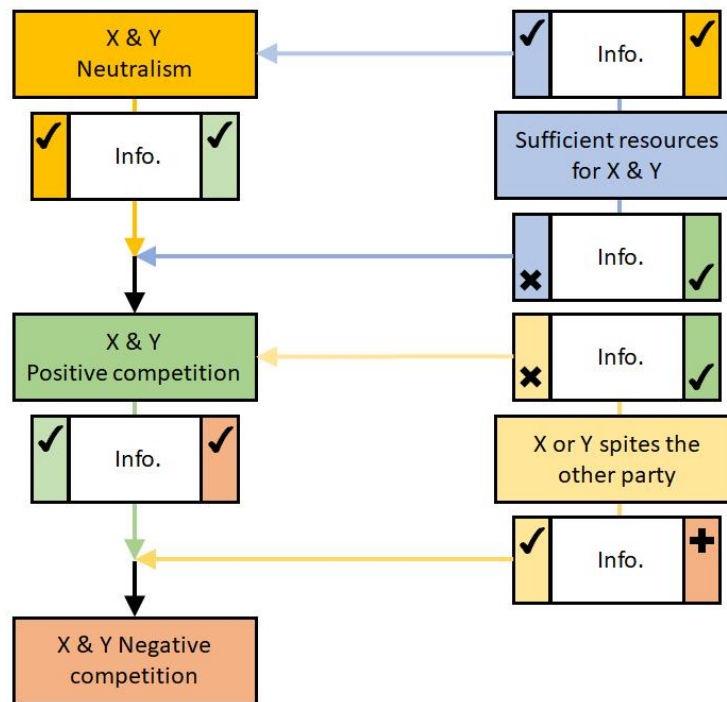 X & Y
Neutralism
Info.
Info.
Sufficient resources
for X & Y
Info.
X & Y
Positive competition
Info.
Info.
X or Y spites the
other party
Info.
X & Y Negative
competition